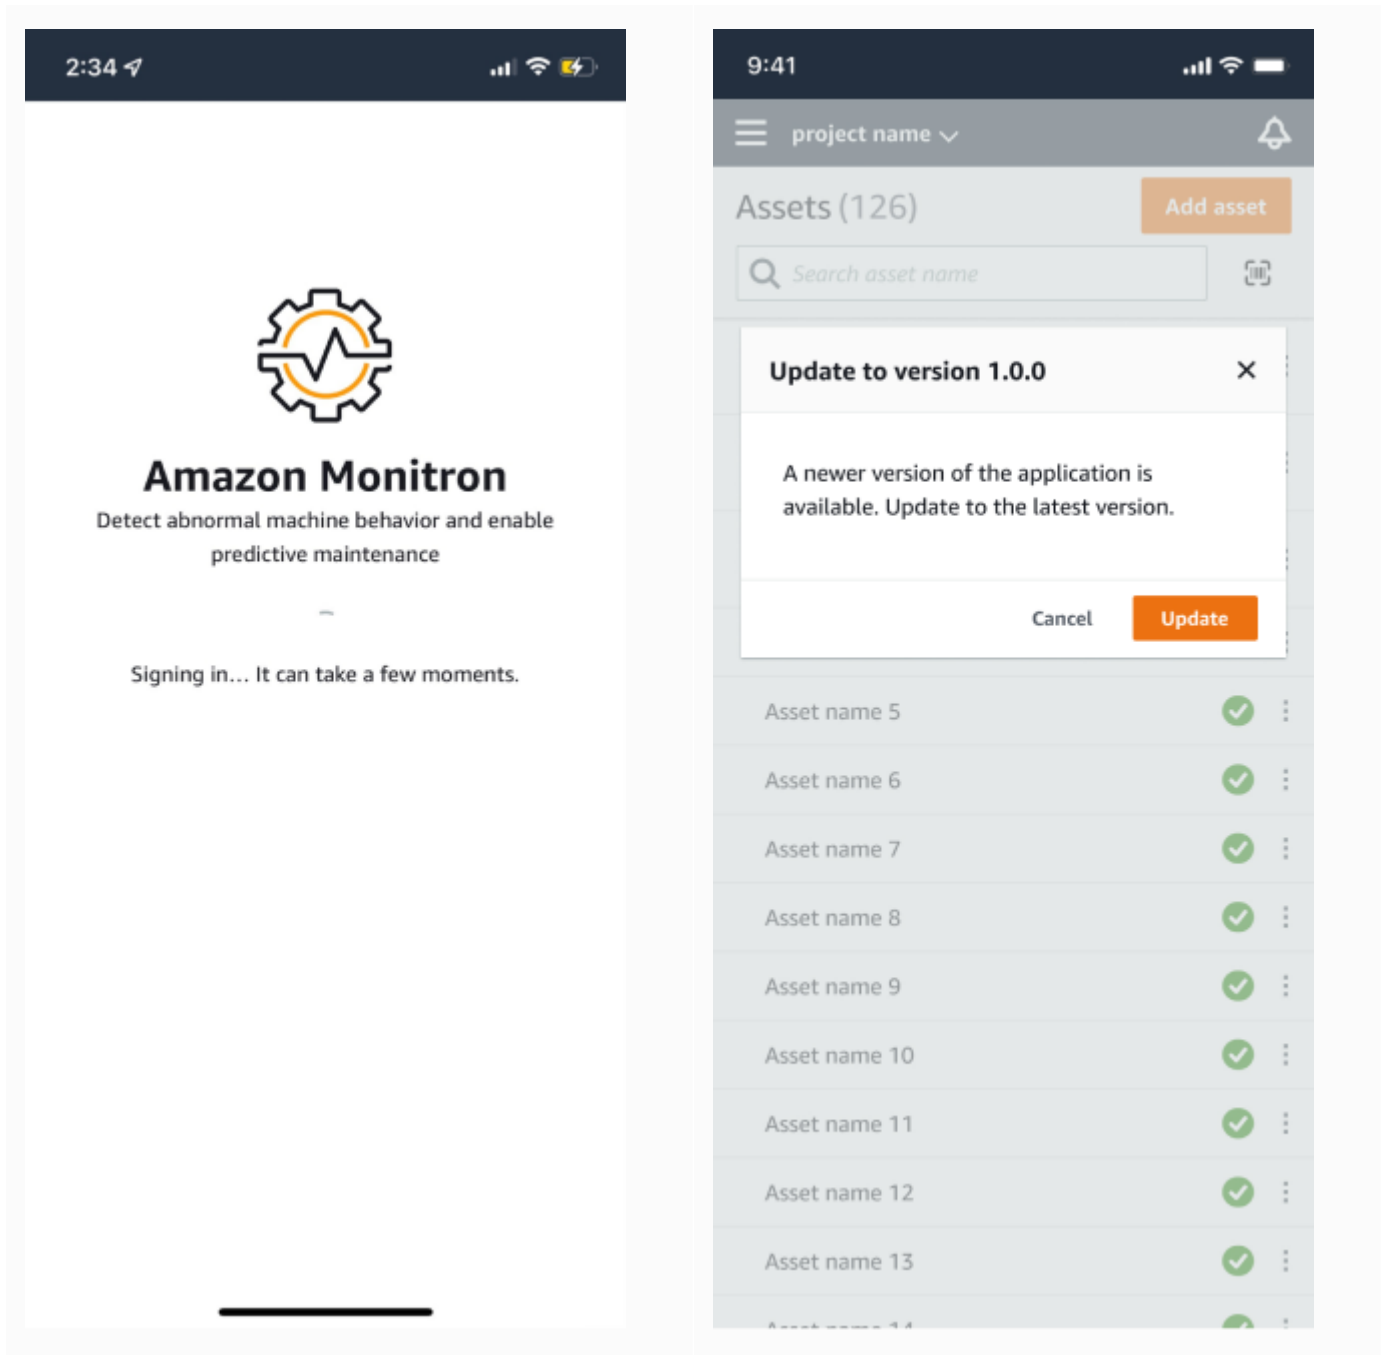 2:34
Amazon Monitron
Detect abnormal machine behavior and enable
predictive maintenance
Signing in... It can take a few moments.
9:41
project name
Assets (126)
Add asset
Search asset name
Update to version 1.0.0
A newer version of the application is
available. Update to the latest version.
Cancel
Update
Asset name 5
Asset name 6
Asset name 7
Asset name 8
Asset name 9
Asset name 10
Asset name 11
Asset name 12
Asset name 13
Asset name 14